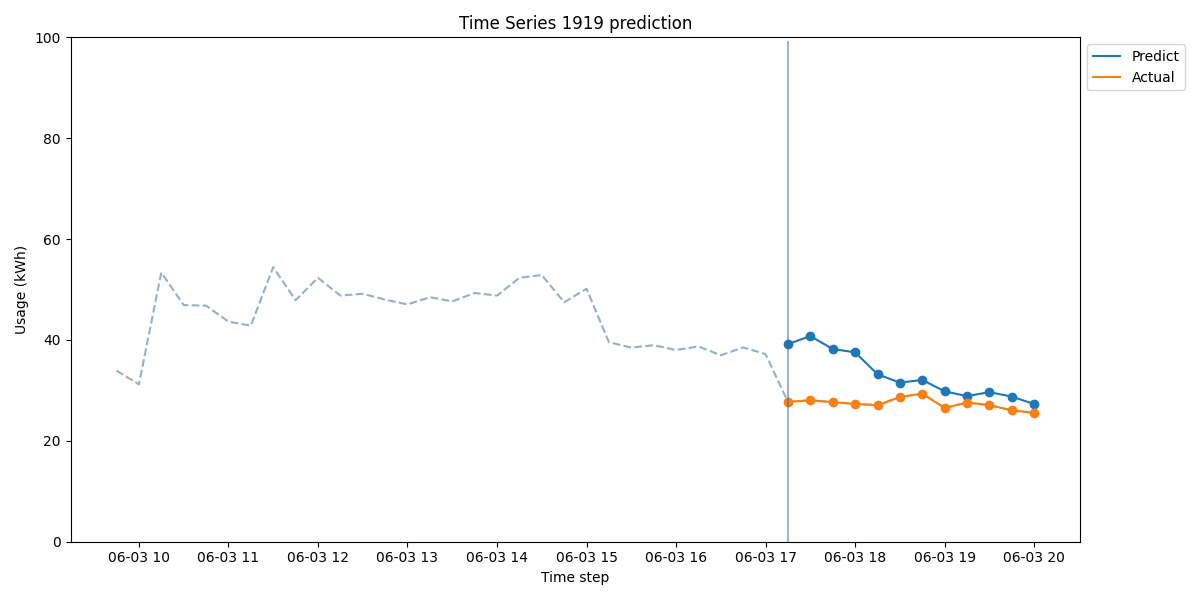 Time Series 1919 prediction
100
80
60
40
20
0
Usage (kWh)
Predict
Actual
06-03 10 06-03 11 06-03 12 06-03 13 06-03 14 06-03 15 06-03 16 06-03 17 06-03 18 06-03 19 06-03 20
Time step